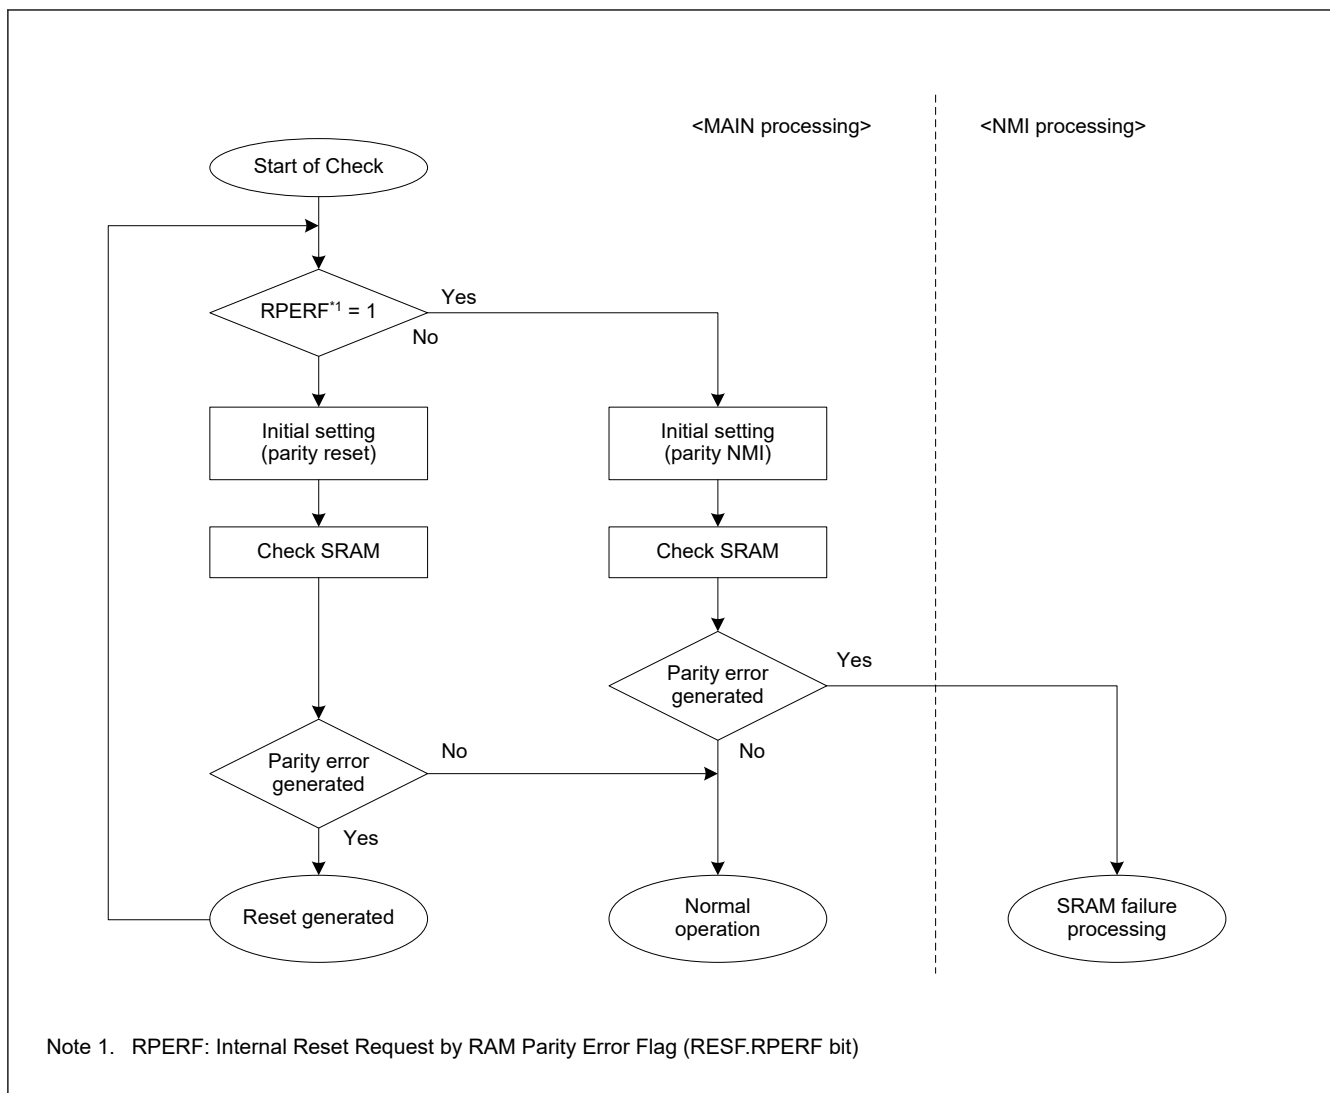 <MAIN processing>
<NMI processing>
Start of Check
RPERF*1 = 1
Yes
No
Initial setting
(parity reset)
Initial setting
(parity NMI)
Check SRAM
Check SRAM
Parity error
generated
Yes
No
Parity error
generated
No
Yes
Reset generated
Normal
operation
SRAM failure
processing
Note 1. RPERF: Internal Reset Request by RAM Parity Error Flag (RESF.RPERF bit)